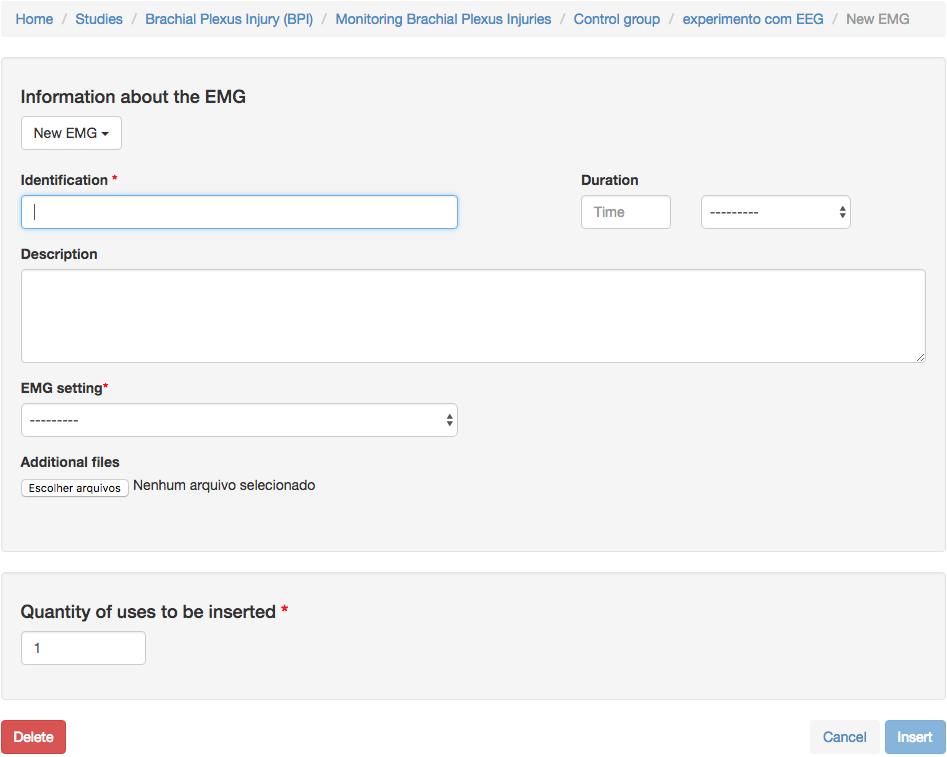 Home / Studies / Brachial Plexus Injury (BPI) / Monitoring Brachial Plexus Injuries / Control group / experimento com EEG / New EMG
Information about the EMG
New EMG
Identification *
Duration
Time
---------
Description
EMG setting*
---------
Additional files
Escolher arquivos Nenhum arquivo selecionado
Quantity of uses to be inserted *
1
Delete
Cancel
Insert